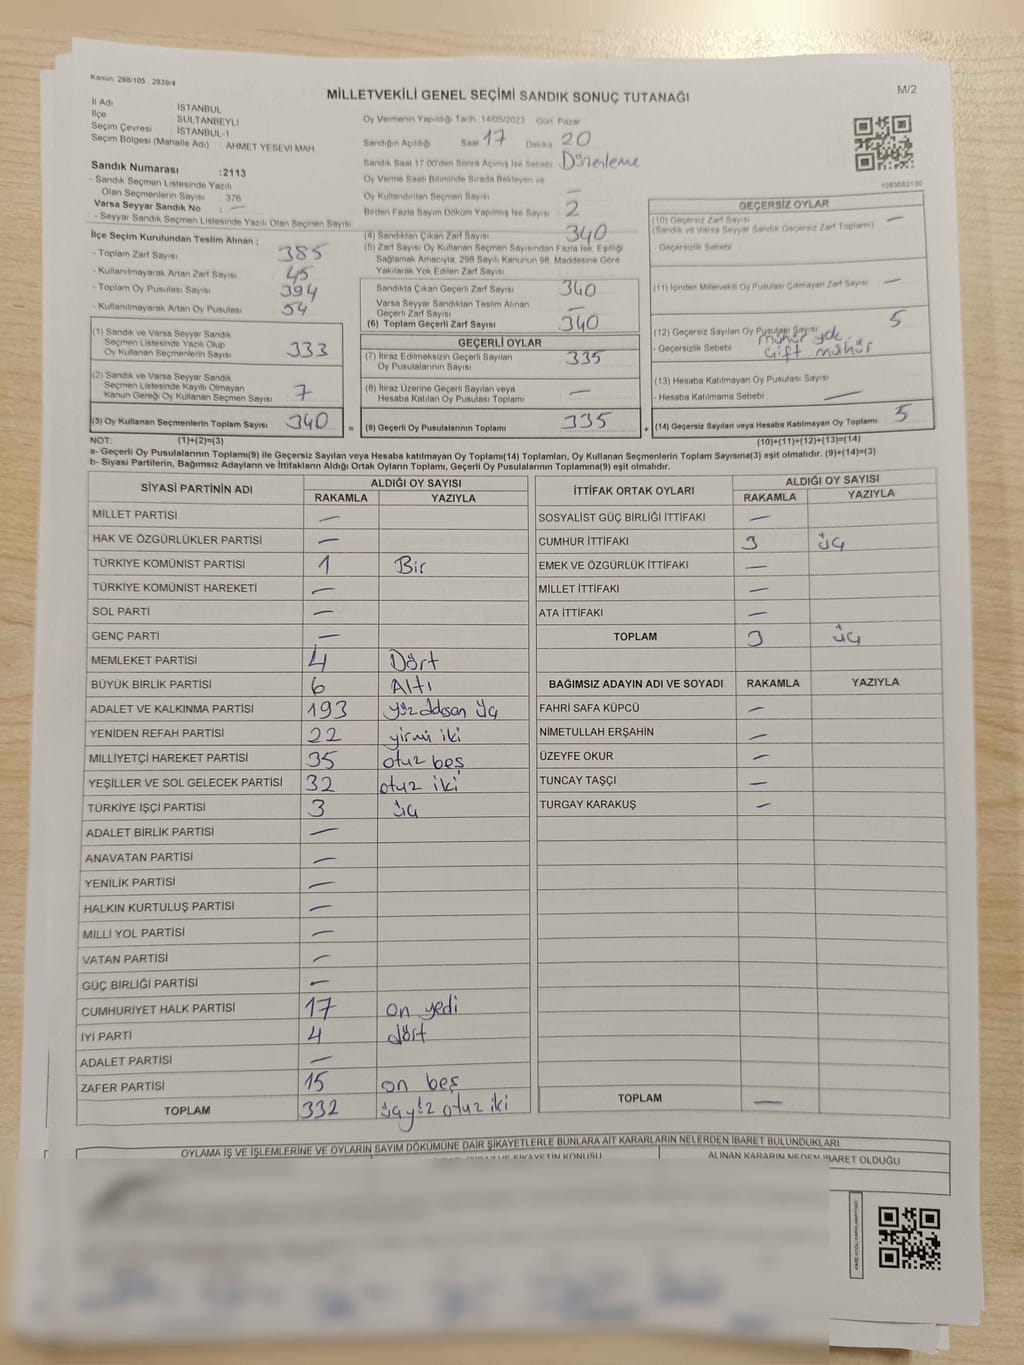 Kanun: 298/105 , 2839/4
M/2
MİLLETVEKİLİ GENEL SEÇİMİ SANDIK SONUÇ TUTANAĞI
İl Adı : İSTANBUL
İlçe : SULTANBEYLİ
Seçim Çevresi : İSTANBUL-1
Seçim Bölgesi (Mahalle Adı) : AHMET YESEVI MAH
Sandık Numarası :2113
- Sandık Seçmen Listesinde Yazılı
Olan Seçmenlerin Sayısı 376
Varsa Seyyar Sandık No : —
- Seyyar Sandık Seçmen Listesinde Yazılı Olan Seçmen Sayısı
İlçe Seçim Kurulundan Teslim Alınan ;
- Toplam Zarf Sayısı 385
- Kullanılmayarak Artan Zarf Sayısı 45
- Toplam Oy Pusulası Sayısı 394
- Kullanılmayarak Artan Oy Pusulası 54
(1) Sandık ve Varsa Seyyar Sandık
Seçmen Listesinde Yazılı Olup
Oy Kullanan Seçmenlerin Sayısı 333
(2) Sandık ve Varsa Seyyar Sandık
Seçmen Listesinde Kayıtlı Olmayan
Kanun Gereği Oy Kullanan Seçmen Sayısı 7
(3) Oy Kullanan Seçmenlerin Toplam Sayısı 340 =
Oy Vermenin Yapıldığı Tarih 14/05/2023 Gün Pazar
Sandığın Açıldığı Saat 17 Dakika 20
Sandık Saat 17.00'den Sonra Açımış İse Sebebi Düzenleme
Oy Verme Saati Bitiminde Sırada Bekleyen ve
Oy Kullandırılan Seçmen Sayısı —
Birden Fazla Sayım Döküm Yapılmış İse Sayısı 2
(4) Sandıktan Çıkan Zarf Sayısı 340
(5) Zarf Sayısı Oy Kullanan Seçmen Sayısından Fazla İse, Eşitliği
Sağlamak Amacıyla, 298 Sayılı Kanunun 98. Maddesine Göre
Yakılarak Yok Edilen Zarf Sayısı
Sandıkta Çıkan Geçerli Zarf Sayısı 340
Varsa Seyyar Sandıktan Teslim Alınan
Geçerli Zarf Sayısı —
(6) Toplam Geçerli Zarf Sayısı 340
GEÇERLİ OYLAR
(7) İtiraz Edilmeksizin Geçerli Sayılan
Oy Pusulalarının Sayısı 335
(8) İtiraz Üzerine Geçerli Sayılan veya
Hesaba Katılan Oy Pusulası Toplamı —
(9) Geçerli Oy Pusulalarının Toplamı 335 +
1083682130
GEÇERSİZ OYLAR
(10) Geçersiz Zarf Sayısı —
(Sandık ve Varsa Seyyar Sandık Geçersiz Zarf Toplamı)
- Geçersizlik Sebebi
(11) İçinden Milletvekili Oy Pusulası Çıkmayan Zarf Sayısı —
(12) Geçersiz Sayılan Oy Pusulası Sayısı 5
- Geçersizlik Sebebi : mühür yok,
çift mühür
(13) Hesaba Katılmayan Oy Pusulası Sayısı
- Hesaba Katılmama Sebebi —
(14) Geçersiz Sayılan veya Hesaba Katılmayan Oy Toplamı 5
NOT: (1)+(2)=(3) (10)+(11)+(12)+(13)=(14)
a- Geçerli Oy Pusulalarının Toplamı(9) ile Geçersiz Sayılan veya Hesaba Katılmayan Oy Toplamı(14) Toplamları, Oy Kullanan Seçmenlerin Toplam Sayısına(3) eşit olmalıdır. (9)+(14)=(3)
b- Siyasi Partilerin, Bağımsız Adayların ve İttifakların Aldığı Ortak Oyların Toplamı, Geçerli Oy Pusulalarının Toplamına(9) eşit olmalıdır.
SİYASİ PARTİNİN ADI ALDIĞI OY SAYISI
RAKAMLA YAZIYLA
MİLLET PARTİSİ —
HAK VE ÖZGÜRLÜKLER PARTİSİ —
TÜRKİYE KOMÜNİST PARTİSİ 1 Bir
TÜRKİYE KOMÜNİST HAREKETİ —
SOL PARTİ —
GENÇ PARTİ —
MEMLEKET PARTİSİ 4 Dört
BÜYÜK BİRLİK PARTİSİ 6 Altı
ADALET VE KALKINMA PARTİSİ 193 yüz ddosan üç
YENİDEN REFAH PARTİSİ 22 yirmi iki
MİLLİYETÇİ HAREKET PARTİSİ 35 otuz beş
YEŞİLLER VE SOL GELECEK PARTİSİ 32 otuz iki
TÜRKİYE İŞÇİ PARTİSİ 3 üç
ADALET BİRLİK PARTİSİ —
ANAVATAN PARTİSİ —
YENİLİK PARTİSİ —
HALKIN KURTULUŞ PARTİSİ —
MİLLİ YOL PARTİSİ —
VATAN PARTİSİ —
GÜÇ BİRLİĞİ PARTİSİ —
CUMHURİYET HALK PARTİSİ 17 on yedi
İYİ PARTİ 4 dört
ADALET PARTİSİ —
ZAFER PARTİSİ 15 on beş
TOPLAM 332 üçyüz otuz iki
İTTİFAK ORTAK OYLARI ALDIĞI OY SAYISI
RAKAMLA YAZIYLA
SOSYALİST GÜÇ BİRLİĞİ İTTİFAKI —
CUMHUR İTTİFAKI 3 üç
EMEK VE ÖZGÜRLÜK İTTİFAKI —
MİLLET İTTİFAKI —
ATA İTTİFAKI —
TOPLAM 3 üç
BAĞIMSIZ ADAYIN ADI VE SOYADI RAKAMLA YAZIYLA
FAHRİ SAFA KÜPCÜ —
NİMETULLAH ERŞAHİN —
ÜZEYFE OKUR —
TUNCAY TAŞÇI —
TURGAY KARAKUŞ —
TOPLAM —
OYLAMA İŞ VE İŞLEMLERİNE VE OYLARIN SAYIM DÖKÜMÜNE DAİR ŞİKAYETLERLE BUNLARA AİT KARARLARIN NELERDEN İBARET BULUNDUKLARI
ŞİKAYETİN KONUSU
ALINAN KARARIN NEDEN İBARET OLDUĞU